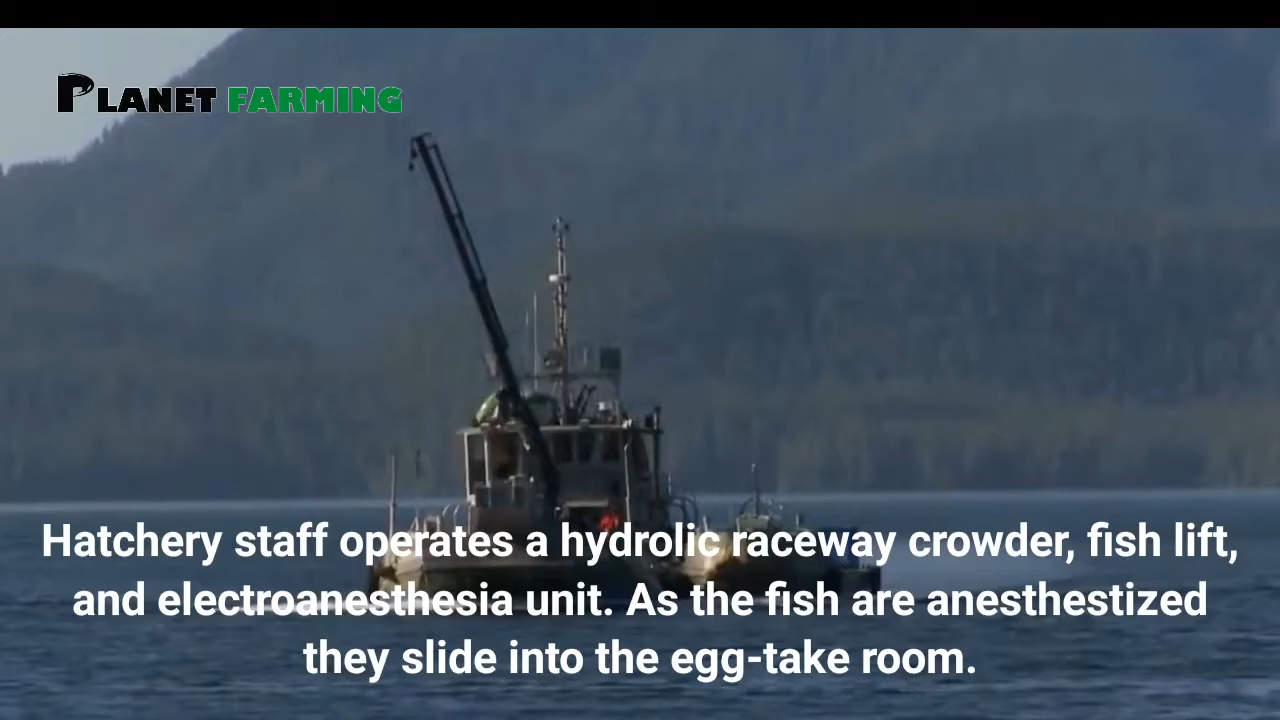 PLANET FARMING
Hatchery staff operates a hydrolic raceway crowder, fish lift,
and electroanesthesia unit. As the fish are anesthestized
they slide into the egg-take room.